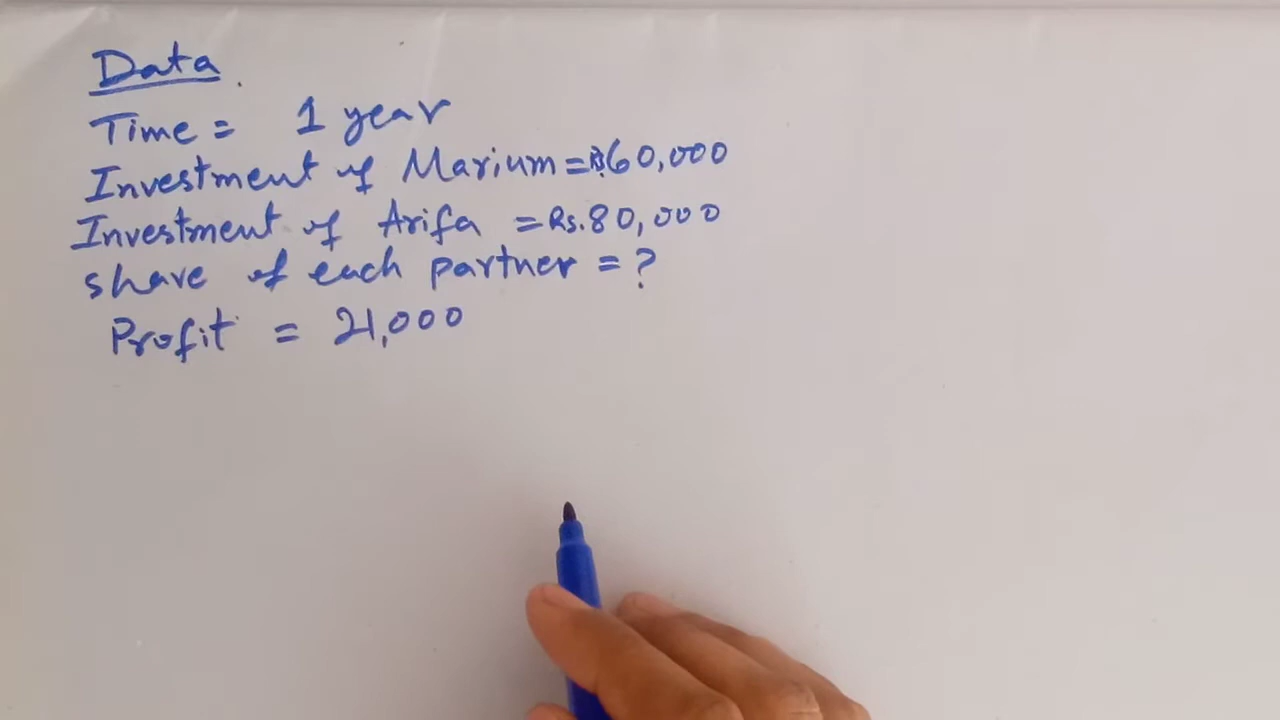 Data
Time = 1 year
Investment of Marium = Rs.60,000
Investment of Arifa = Rs.80,000
share of each partner = ?
Profit = 21,000